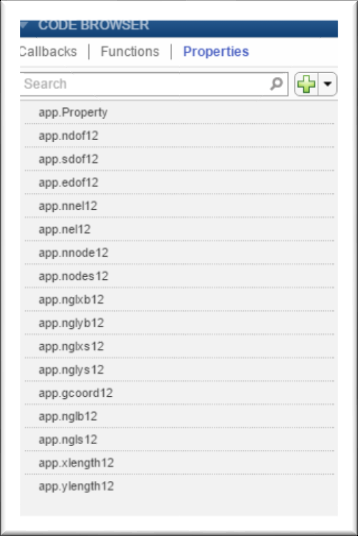 CODE BROWSER
Callbacks | Functions | Properties
Search
app.Property
app.ndof12
app.sdof12
app.edof12
app.nnel12
app.nel12
app.nnode12
app.nodes12
app.nglxb12
app.nglyb12
app.nglxs12
app.nglys12
app.gcoord12
app.nglb12
app.ngls12
app.xlength12
app.ylength12